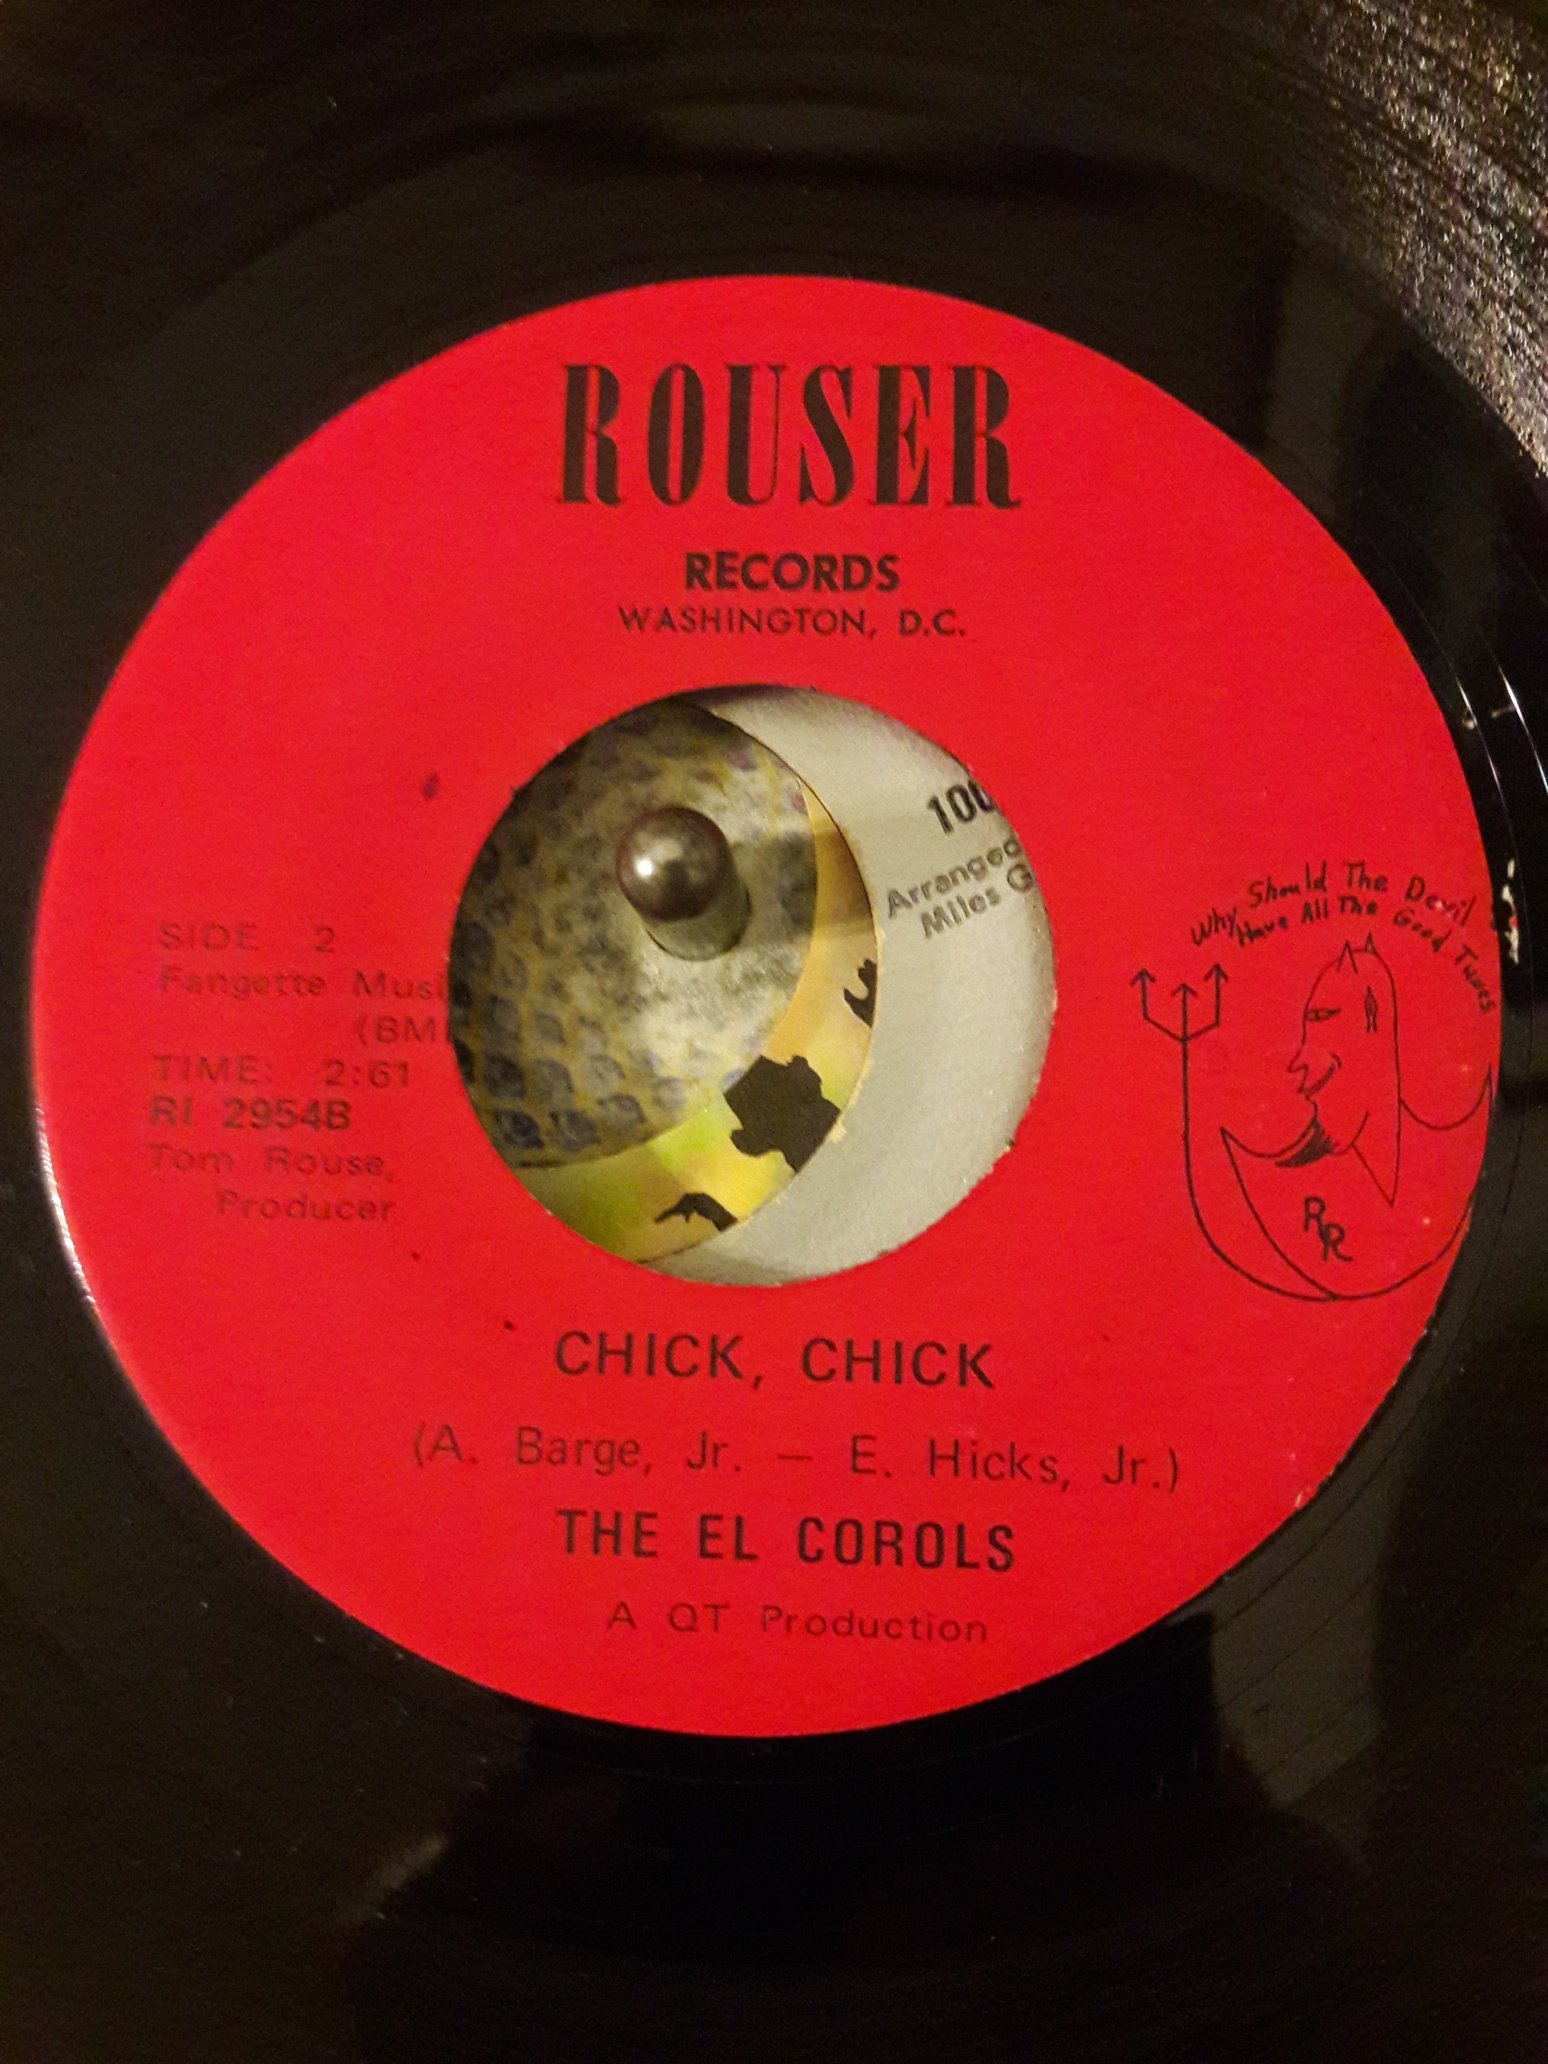 ROUSER
RECORDS
WASHINGTON, D.C.
100
Arranged
Miles G
Why Should The Devil
Have All The Good Tunes
RR
SIDE 2
Fangette Musi
(BM
TIME: 2:61
RI 2954B
Tom Rouse,
Producer
CHICK, CHICK
(A. Barge, Jr. — E. Hicks, Jr.)
THE EL COROLS
A QT Production